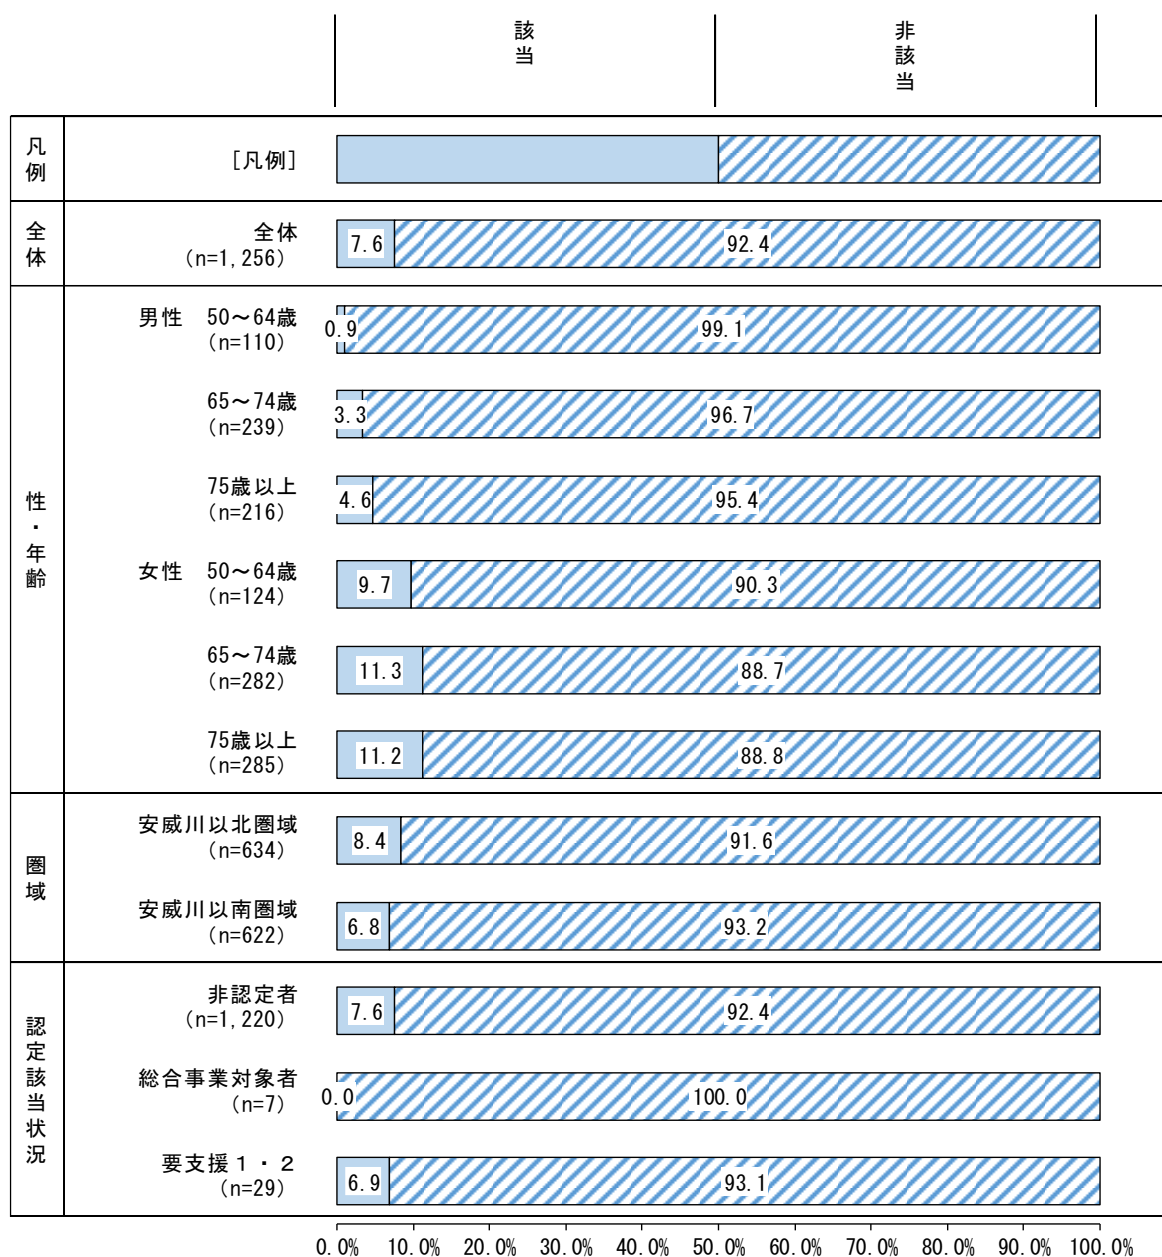 該当
非該当
凡例
[凡例]
全体
全体
(n=1,256)
7.6
92.4
性・年齢
男性 50～64歳
(n=110)
0.9
99.1
65～74歳
(n=239)
3.3
96.7
75歳以上
(n=216)
4.6
95.4
女性 50～64歳
(n=124)
9.7
90.3
65～74歳
(n=282)
11.3
88.7
75歳以上
(n=285)
11.2
88.8
圏域
安威川以北圏域
(n=634)
8.4
91.6
安威川以南圏域
(n=622)
6.8
93.2
認定該当状況
非認定者
(n=1,220)
7.6
92.4
総合事業対象者
(n=7)
0.0
100.0
要支援１・２
(n=29)
6.9
93.1
0.0% 10.0% 20.0% 30.0% 40.0% 50.0% 60.0% 70.0% 80.0% 90.0% 100.0%